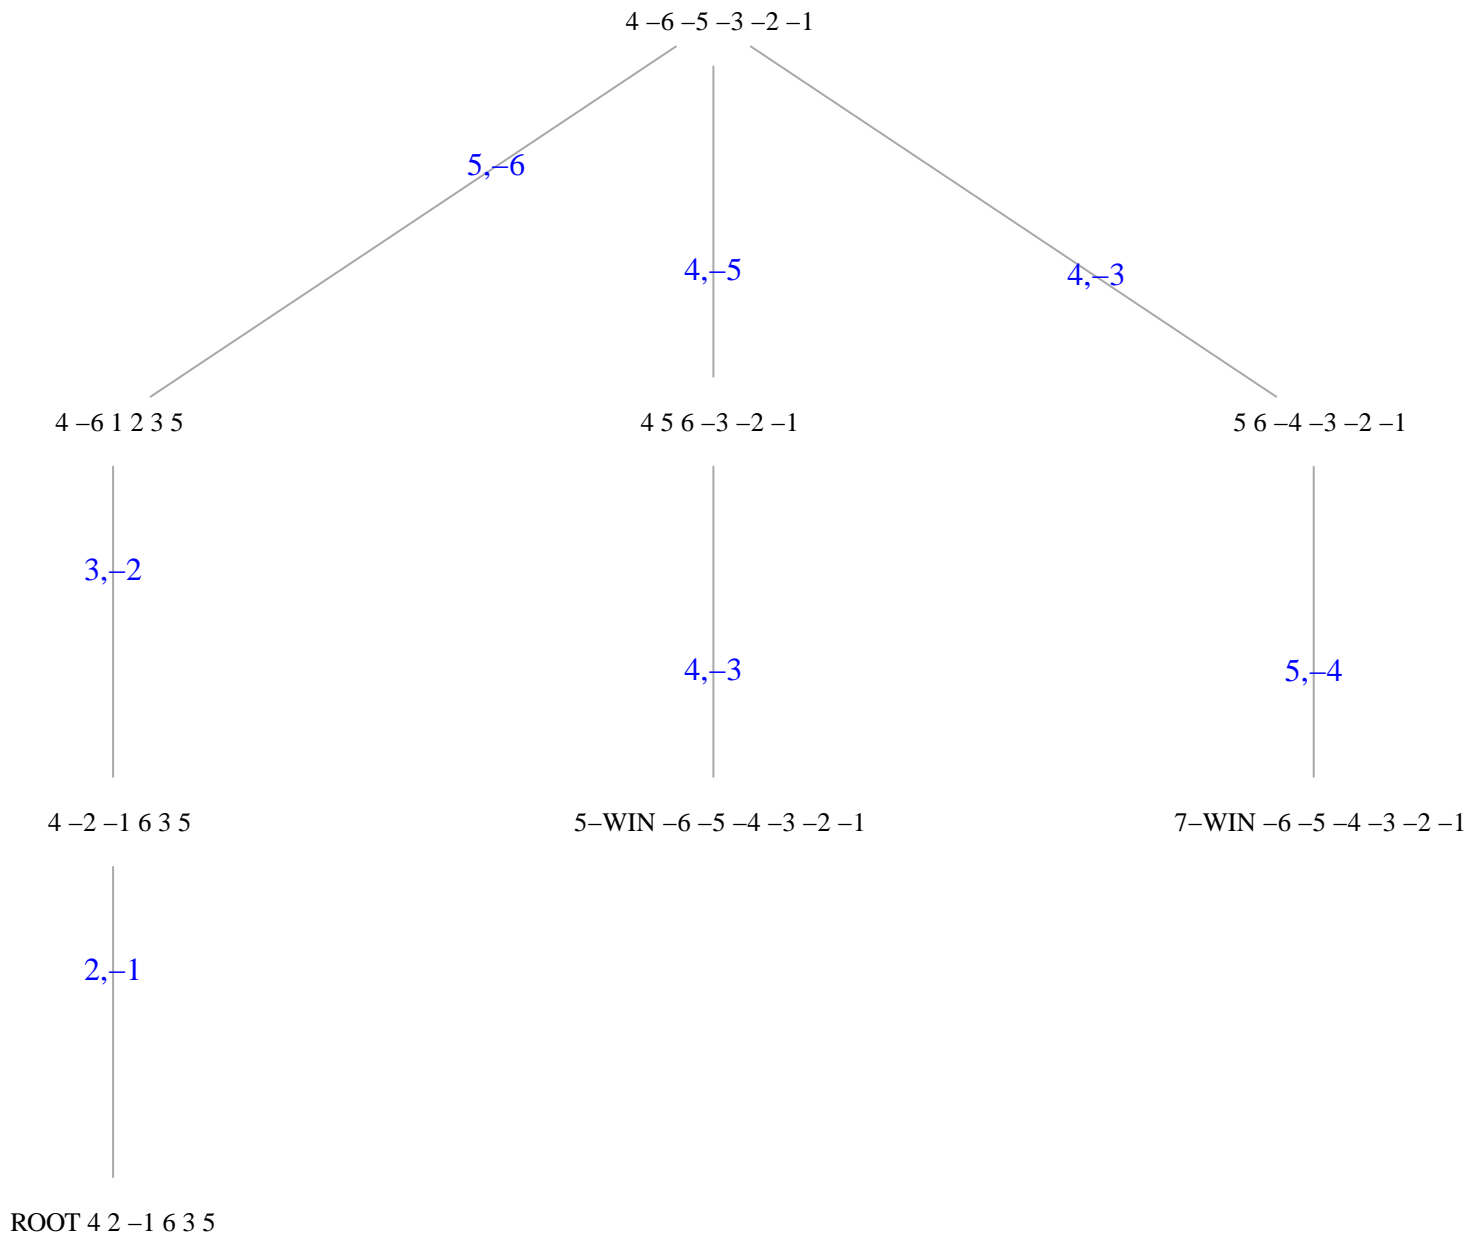 4 –6 –5 –3 –2 –1
5,–6
4,–5
4,–3
4 –6 1 2 3 5
4 5 6 –3 –2 –1
5 6 –4 –3 –2 –1
3,–2
4,–3
5,–4
4 –2 –1 6 3 5
5–WIN –6 –5 –4 –3 –2 –1
7–WIN –6 –5 –4 –3 –2 –1
2,–1
ROOT 4 2 –1 6 3 5